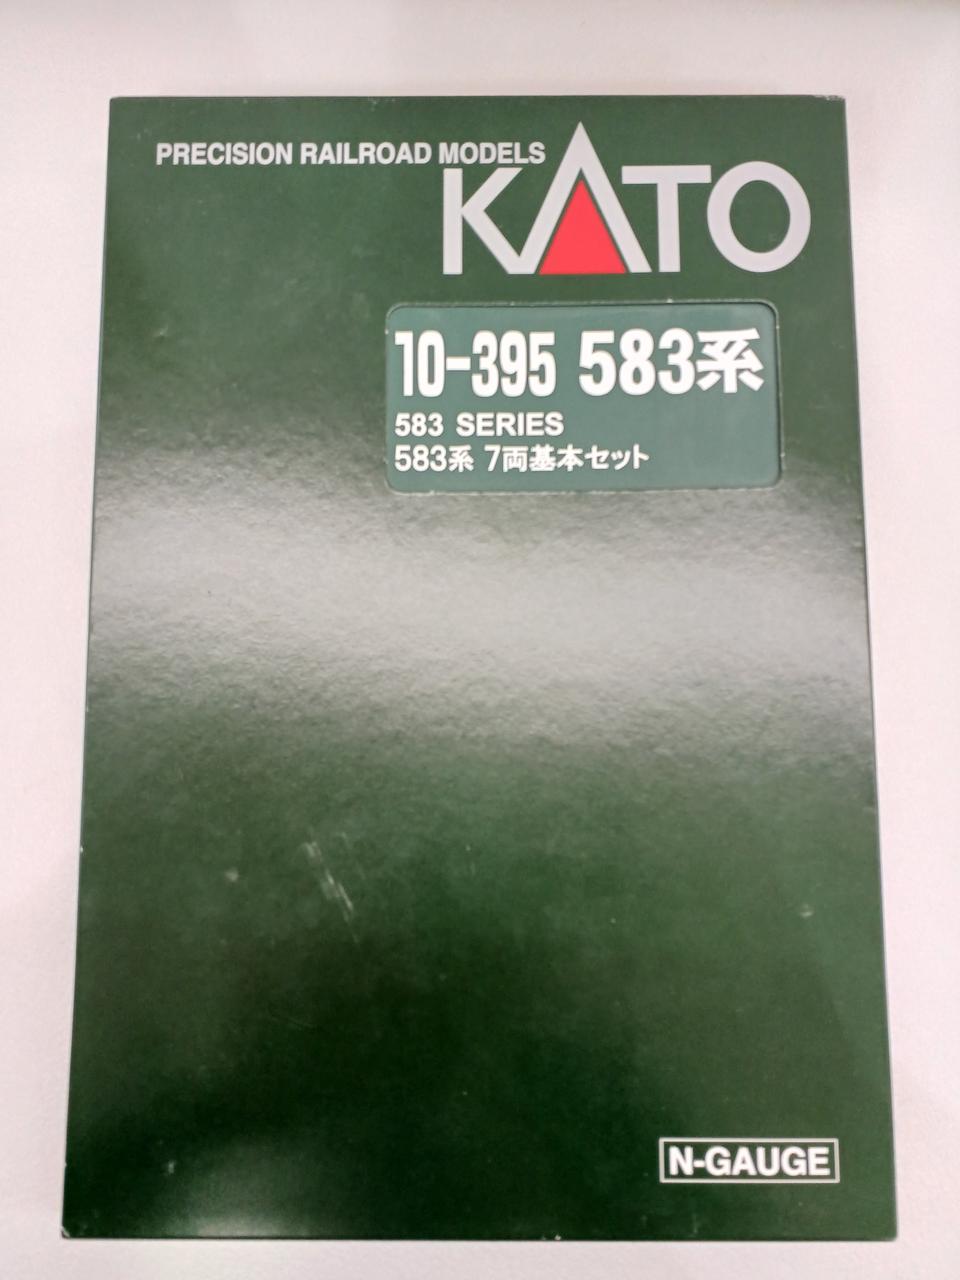 PRECISION RAILROAD MODELS
KATO
10-395 583系
583 SERIES
583系 7両基本セット
N-GAUGE